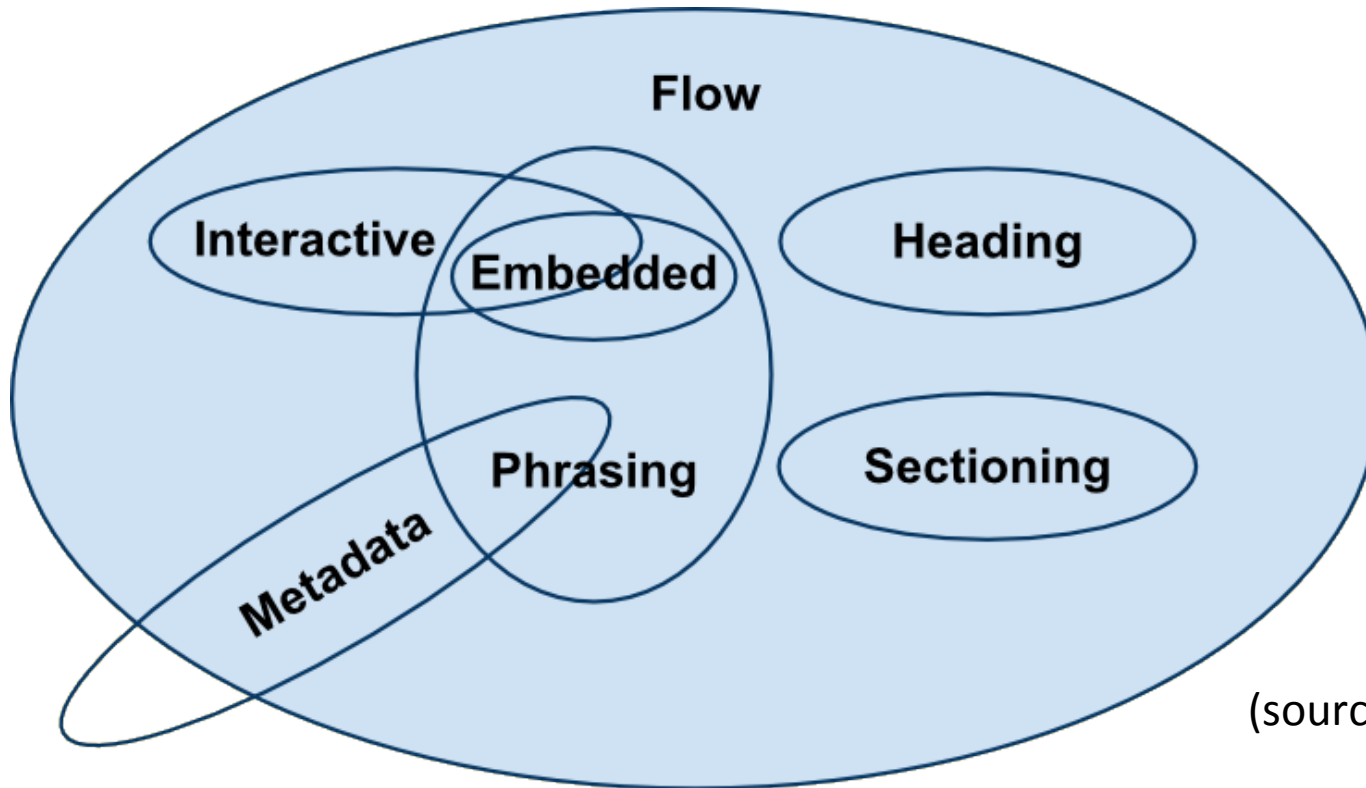 Flow
Interactive
Embedded
Heading
Phrasing
Sectioning
Metadata
(sourc